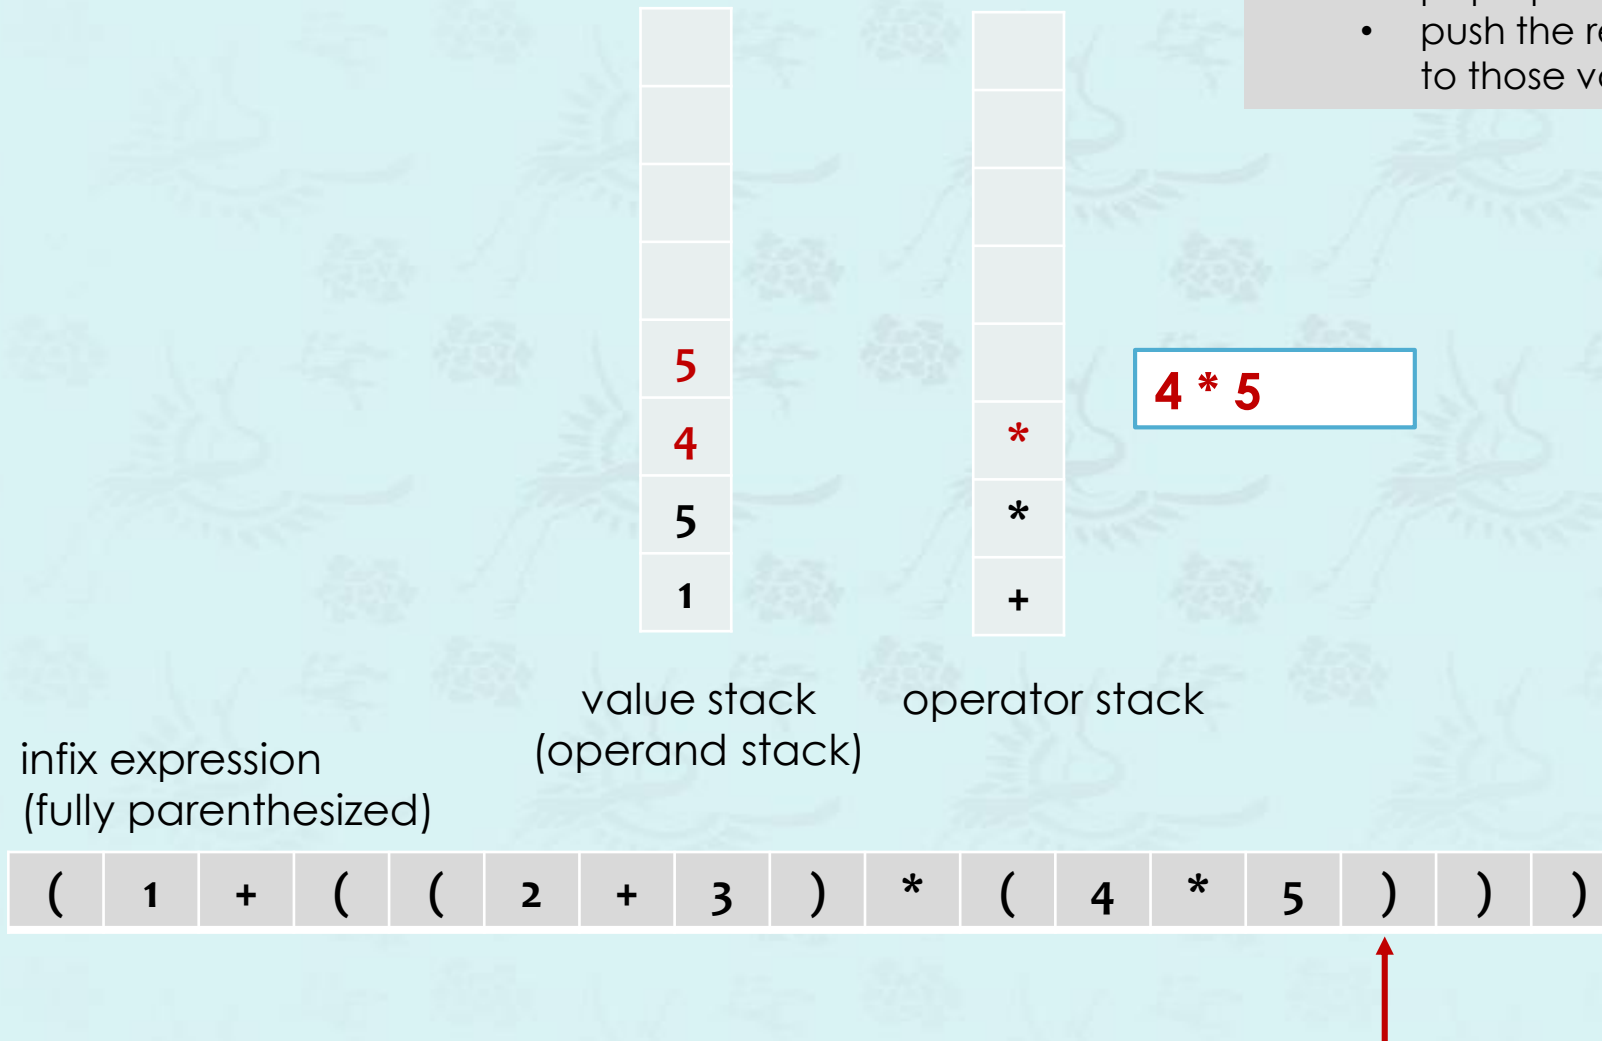 push the
to those
5
4
5
1
*
*
+
4 * 5
value stack
(operand stack)
operator stack
infix expression
(fully parenthesized)
( 1 + ( ( 2 + 3 ) * ( 4 * 5 ) ) )